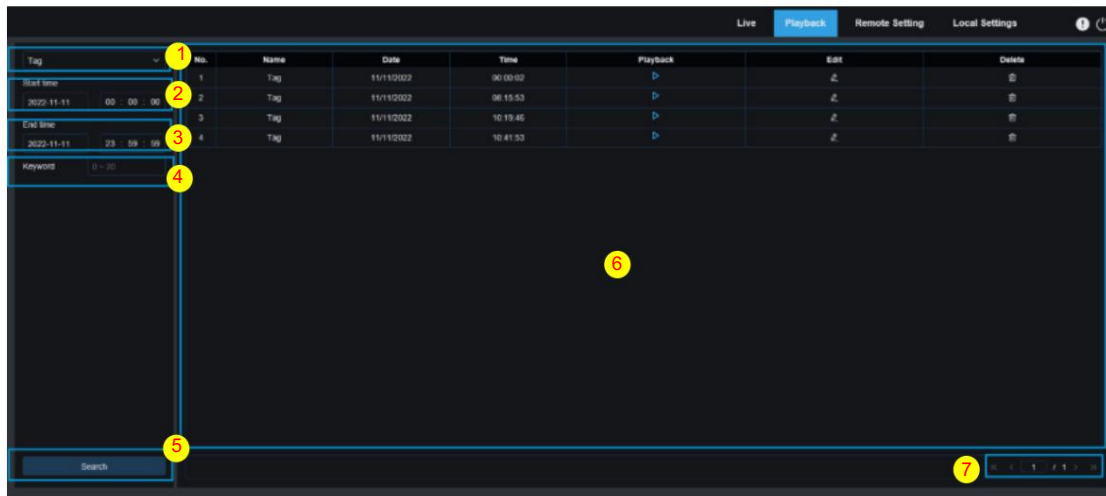 Live Playback Remote Setting Local Settings
Tag 1
Start time
2022-11-11 00 : 00 : 00 2
End time
2022-11-11 23 : 59 : 59 3
Keyword 0 ~ 20 4
No. Name Date Time Playback Edit Delete
1 Tag 11/11/2022 00:00:02
2 Tag 11/11/2022 06:15:53
3 Tag 11/11/2022 10:19:46
4 Tag 11/11/2022 10:41:53
6
5
Search
7 1 / 1